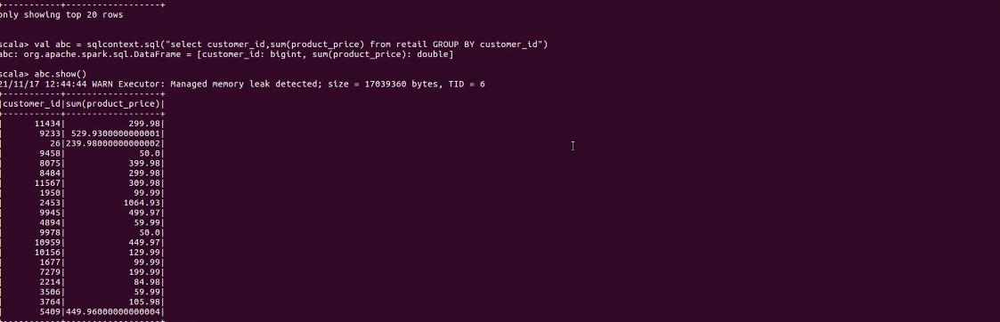 +-----------+------------------+
only showing top 20 rows
scala> val abc = sqlcontext.sql("select customer_id,sum(product_price) from retail GROUP BY customer_id")
abc: org.apache.spark.sql.DataFrame = [customer_id: bigint, sum(product_price): double]
scala> abc.show()
21/11/17 12:44:44 WARN Executor: Managed memory leak detected; size = 17039360 bytes, TID = 6
+-----------+------------------+
|customer_id|sum(product_price)|
+-----------+------------------+
|      11434|            299.98|
|       9233| 529.9300000000001|
|         26|239.98000000000002|
|       9458|              50.0|
|       8075|            399.98|
|       8484|            299.98|
|      11567|            309.98|
|       1950|             99.99|
|       2453|           1064.93|
|       9945|            499.97|
|       4894|             59.99|
|       9978|              50.0|
|      10959|            449.97|
|      10156|            129.99|
|       1677|             99.99|
|       7279|            199.99|
|       2214|             84.98|
|       3506|             59.99|
|       3764|            105.98|
|       5409|449.96000000000004|
+-----------+------------------+